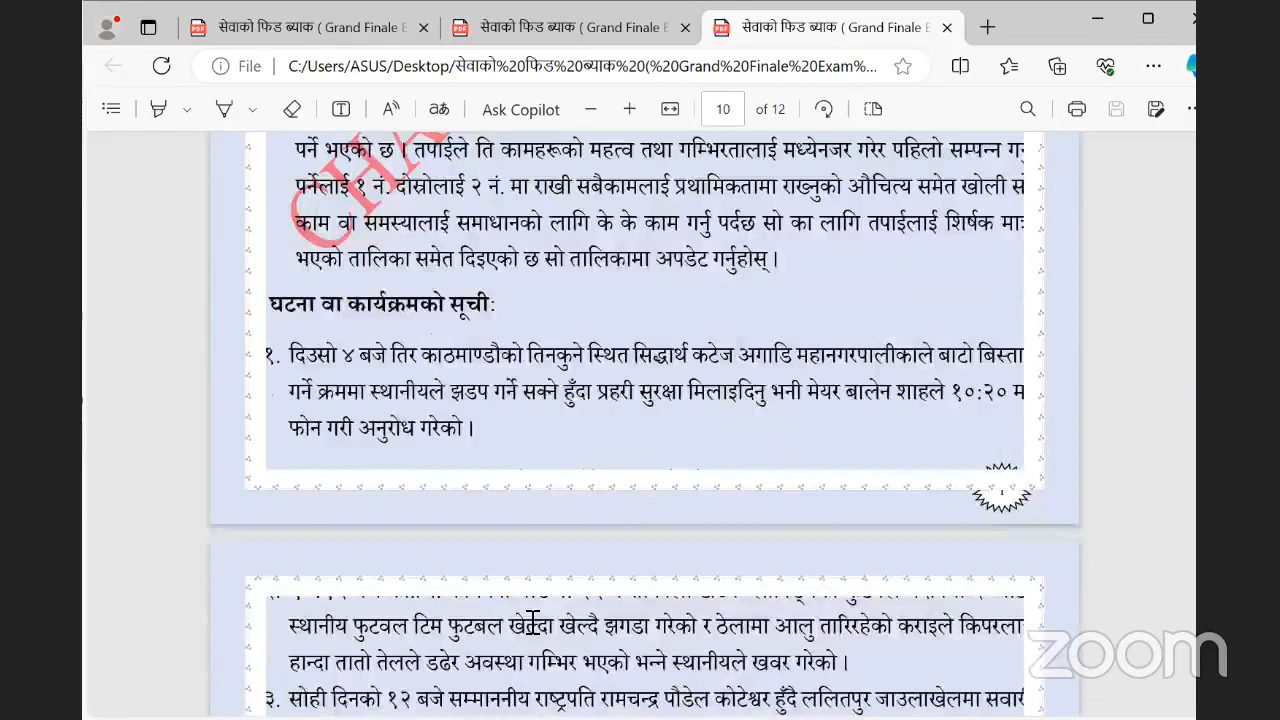 सेवाको फिड ब्याक ( Grand Finale E
सेवाको फिड ब्याक ( Grand Finale E
सेवाको फिड ब्याक ( Grand Finale E
File
C:/Users/ASUS/Desktop/सेवाको%20फिड%20ब्याक%20(%20Grand%20Finale%20Exam%...
Ask Copilot
10 of 12
CHA
पर्ने भएको छ । तपाईले ति कामहरूको महत्व तथा गम्भिरतालाई मध्येनजर गरेर पहिलो सम्पन्न गर्नु
पर्नेलाई १ नं. दोस्रोलाई २ नं. मा राखी सबैकामलाई प्रथामिकतामा राख्नुको औचित्य समेत खोली सो
काम वा समस्यालाई समाधानको लागि के के काम गर्नु पर्दछ सो का लागि तपाईलाई शिर्षक मात्र
भएको तालिका समेत दिइएको छ सो तालिकामा अपडेट गर्नुहोस् ।
घटना वा कार्यक्रमको सूची:
१. दिउसो ४ बजे तिर काठमाण्डौको तिनकुने स्थित सिद्धार्थ कटेज अगाडि महानगरपालीकाले बाटो बिस्ता
गर्ने क्रममा स्थानीयले झडप गर्ने सक्ने हुँदा प्रहरी सुरक्षा मिलाइदिनु भनी मेयर बालेन शाहले १०:२० म
फोन गरी अनुरोध गरेको ।
स्थानीय फुटवल टिम फुटबल खेल्दा खेल्दै झगडा गरेको र ठेलामा आलु तारिरहेको कराइले किपरला
हान्दा तातो तेलले डढेर अवस्था गम्भिर भएको भन्ने स्थानीयले खवर गरेको ।
३. सोही दिनको १२ बजे सम्माननीय राष्ट्रपति रामचन्द्र पौडेल कोटेश्वर हुँदै ललितपुर जाउलाखेलमा सवारी
zoom